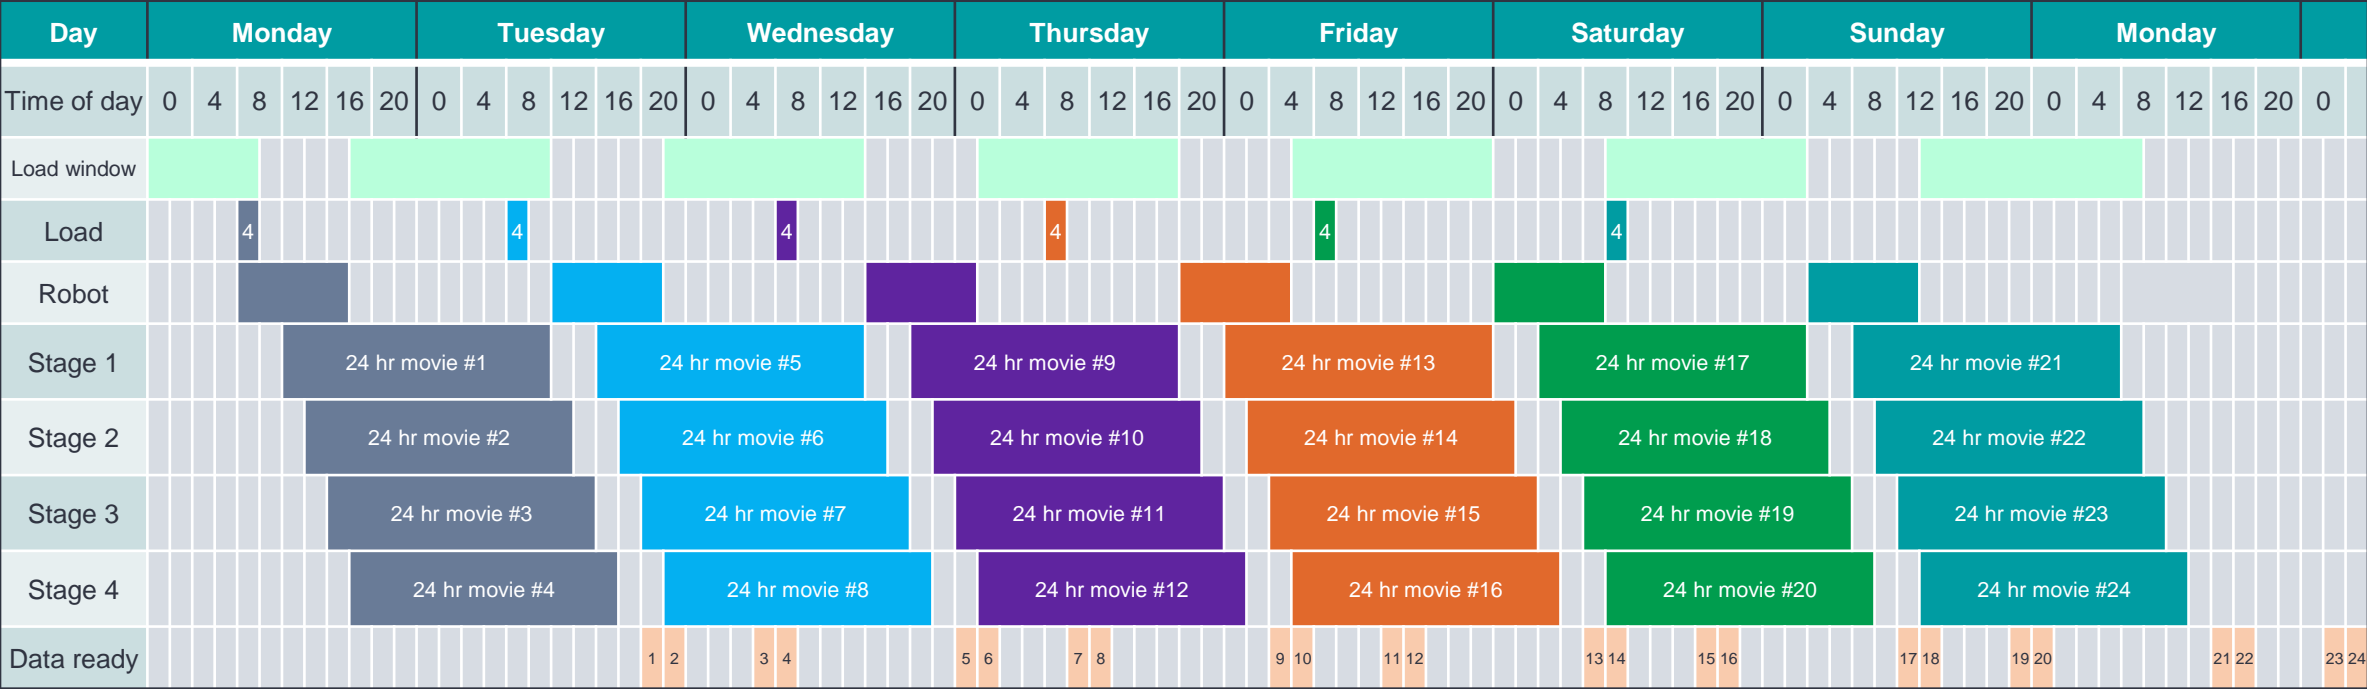 Day Monday Tuesday Wednesday Thursday Friday Saturday Sunday Monday
Time of day 0 4 8 12 16 20 0 4 8 12 16 20 0 4 8 12 16 20 0 4 8 12 16 20 0 4 8 12 16 20 0 4 8 12 16 20 0 4 8 12 16 20 0 4 8 12 16 20 0
Load window
Load 4 4 4 4 4 4
Robot
Stage 1 24 hr movie #1 24 hr movie #5 24 hr movie #9 24 hr movie #13 24 hr movie #17 24 hr movie #21
Stage 2 24 hr movie #2 24 hr movie #6 24 hr movie #10 24 hr movie #14 24 hr movie #18 24 hr movie #22
Stage 3 24 hr movie #3 24 hr movie #7 24 hr movie #11 24 hr movie #15 24 hr movie #19 24 hr movie #23
Stage 4 24 hr movie #4 24 hr movie #8 24 hr movie #12 24 hr movie #16 24 hr movie #20 24 hr movie #24
Data ready 1 2 3 4 5 6 7 8 9 10 11 12 13 14 15 16 17 18 19 20 21 22 23 24